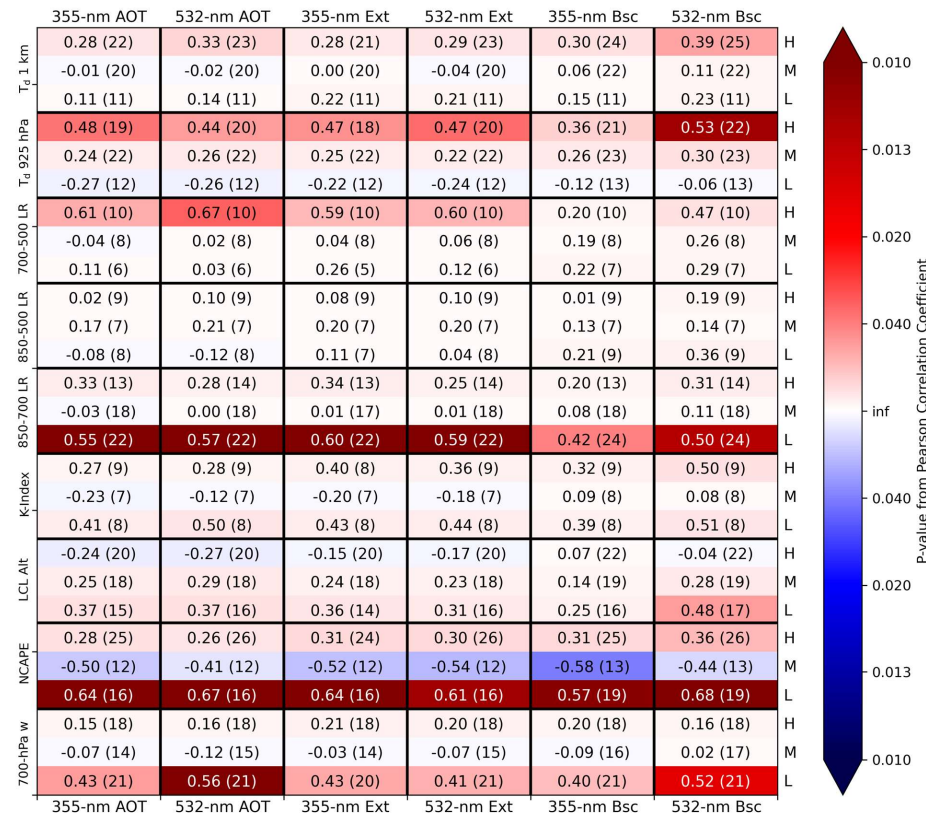 355-nm AOT 532-nm AOT 355-nm Ext 532-nm Ext 355-nm Bsc 532-nm Bsc
T_d 1 km
0.28 (22) 0.33 (23) 0.28 (21) 0.29 (23) 0.30 (24) 0.39 (25) H
-0.01 (20) -0.02 (20) 0.00 (20) -0.04 (20) 0.06 (22) 0.11 (22) M
0.11 (11) 0.14 (11) 0.22 (11) 0.21 (11) 0.15 (11) 0.23 (11) L
T_d 925 hPa
0.48 (19) 0.44 (20) 0.47 (18) 0.47 (20) 0.36 (21) 0.53 (22) H
0.24 (22) 0.26 (22) 0.25 (22) 0.22 (22) 0.26 (23) 0.30 (23) M
-0.27 (12) -0.26 (12) -0.22 (12) -0.24 (12) -0.12 (13) -0.06 (13) L
700-500 LR
0.61 (10) 0.67 (10) 0.59 (10) 0.60 (10) 0.20 (10) 0.47 (10) H
-0.04 (8) 0.02 (8) 0.04 (8) 0.06 (8) 0.19 (8) 0.26 (8) M
0.11 (6) 0.03 (6) 0.26 (5) 0.12 (6) 0.22 (7) 0.29 (7) L
850-500 LR
0.02 (9) 0.10 (9) 0.08 (9) 0.10 (9) 0.01 (9) 0.19 (9) H
0.17 (7) 0.21 (7) 0.20 (7) 0.20 (7) 0.13 (7) 0.14 (7) M
-0.08 (8) -0.12 (8) 0.11 (7) 0.04 (8) 0.21 (9) 0.36 (9) L
850-700 LR
0.33 (13) 0.28 (14) 0.34 (13) 0.25 (14) 0.20 (13) 0.31 (14) H
-0.03 (18) 0.00 (18) 0.01 (17) 0.01 (18) 0.08 (18) 0.11 (18) M
0.55 (22) 0.57 (22) 0.60 (22) 0.59 (22) 0.42 (24) 0.50 (24) L
K-Index
0.27 (9) 0.28 (9) 0.40 (8) 0.36 (9) 0.32 (9) 0.50 (9) H
-0.23 (7) -0.12 (7) -0.20 (7) -0.18 (7) 0.09 (8) 0.08 (8) M
0.41 (8) 0.50 (8) 0.43 (8) 0.44 (8) 0.39 (8) 0.51 (8) L
LCL Alt
-0.24 (20) -0.27 (20) -0.15 (20) -0.17 (20) 0.07 (22) -0.04 (22) H
0.25 (18) 0.29 (18) 0.24 (18) 0.23 (18) 0.14 (19) 0.28 (19) M
0.37 (15) 0.37 (16) 0.36 (14) 0.31 (16) 0.25 (16) 0.48 (17) L
NCAPE
0.28 (25) 0.26 (26) 0.31 (24) 0.30 (26) 0.31 (25) 0.36 (26) H
-0.50 (12) -0.41 (12) -0.52 (12) -0.54 (12) -0.58 (13) -0.44 (13) M
0.64 (16) 0.67 (16) 0.64 (16) 0.61 (16) 0.57 (19) 0.68 (19) L
700-hPa w
0.15 (18) 0.16 (18) 0.21 (18) 0.20 (18) 0.20 (18) 0.16 (18) H
-0.07 (14) -0.12 (15) -0.03 (14) -0.07 (15) -0.09 (16) 0.02 (17) M
0.43 (21) 0.56 (21) 0.43 (20) 0.41 (21) 0.40 (21) 0.52 (21) L
355-nm AOT 532-nm AOT 355-nm Ext 532-nm Ext 355-nm Bsc 532-nm Bsc
0.010
0.013
0.020
0.040
inf
0.040
0.020
0.013
0.010
P-value from Pearson Correlation Coefficient